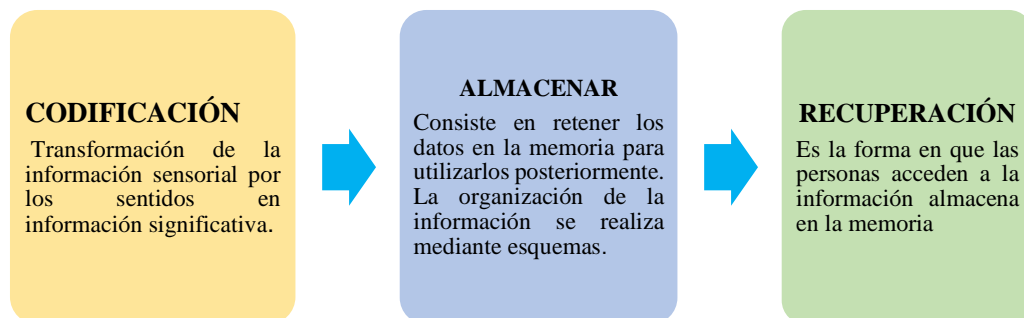 CODIFICACIÓN
Transformación de la
información sensorial por
los sentidos en
información significativa.
ALMACENAR
Consiste en retener los
datos en la memoria para
utilizarlos posteriormente.
La organización de la
información se realiza
mediante esquemas.
RECUPERACIÓN
Es la forma en que las
personas acceden a la
información almacena
en la memoria